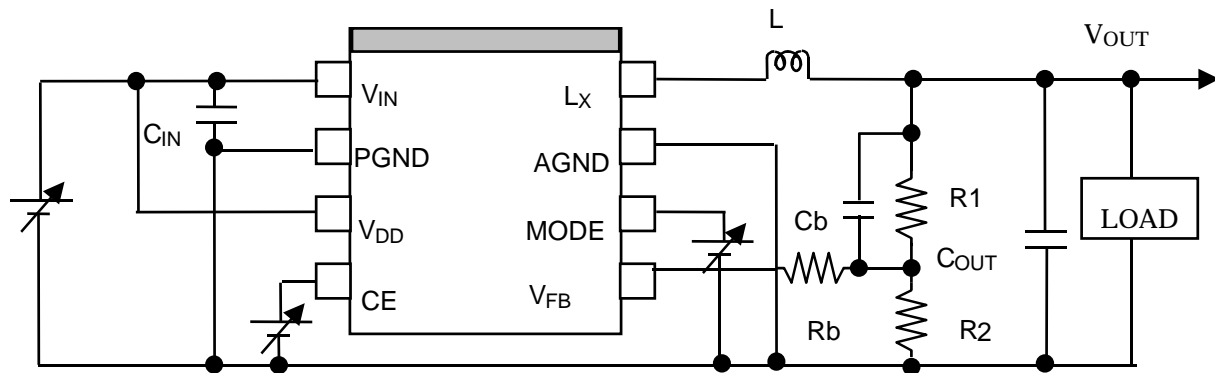 L
VOUT
VIN
LX
CIN
PGND
AGND
R1
VDD
MODE
Cb
LOAD
COUT
CE
VFB
Rb
R2